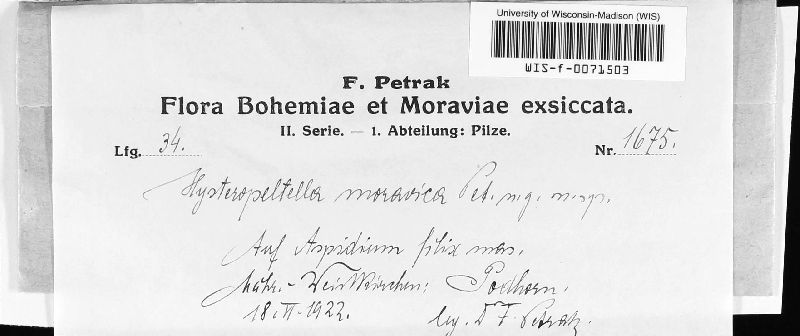 University of Wisconsin-Madison (WIS)
WIS-f-0071503
F. Petrak
Flora Bohemiae et Moraviae exsiccata.
II. Serie. — 1. Abteilung: Pilze.
Lfg. 34.
Nr. 1675.
Hysteropeltella moravica Pet. n. g. n. sp.
Auf Aspidium filix mas.
Mähr.-Weisskirchen: Podhorn.
18. VI. 1922.
leg. Dr F. Petrak.